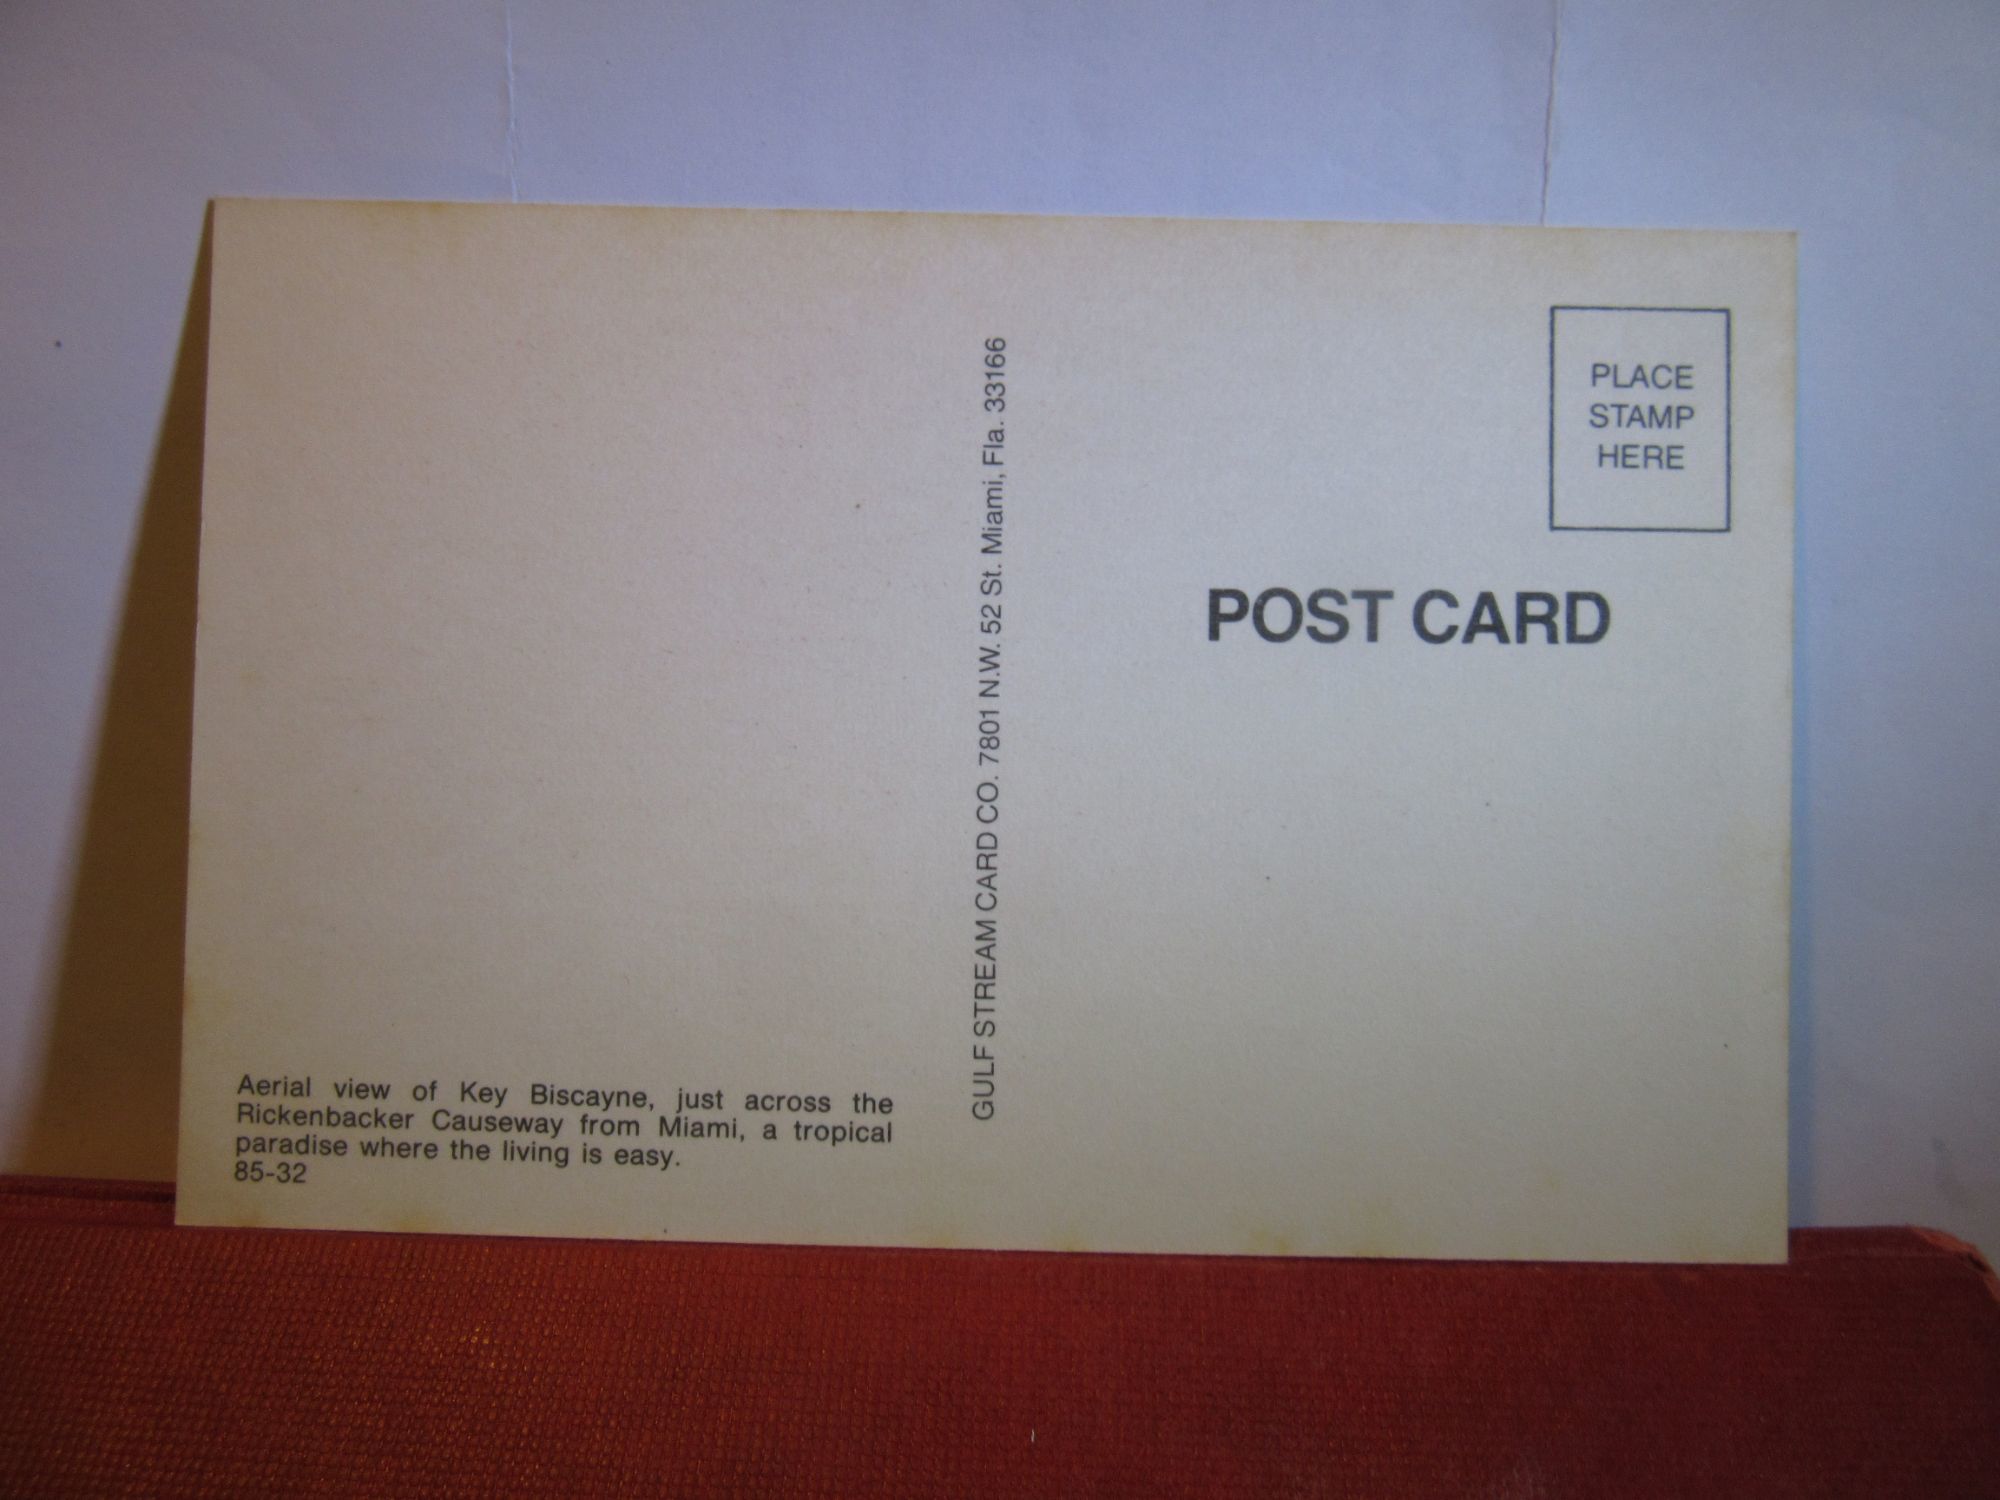 Aerial view of Key Biscayne, just across the
Rickenbacker Causeway from Miami, a tropical
paradise where the living is easy.
85-32
GULF STREAM CARD CO. 7801 N.W. 52 St. Miami, Fla. 33166
PLACE
STAMP
HERE
POST CARD